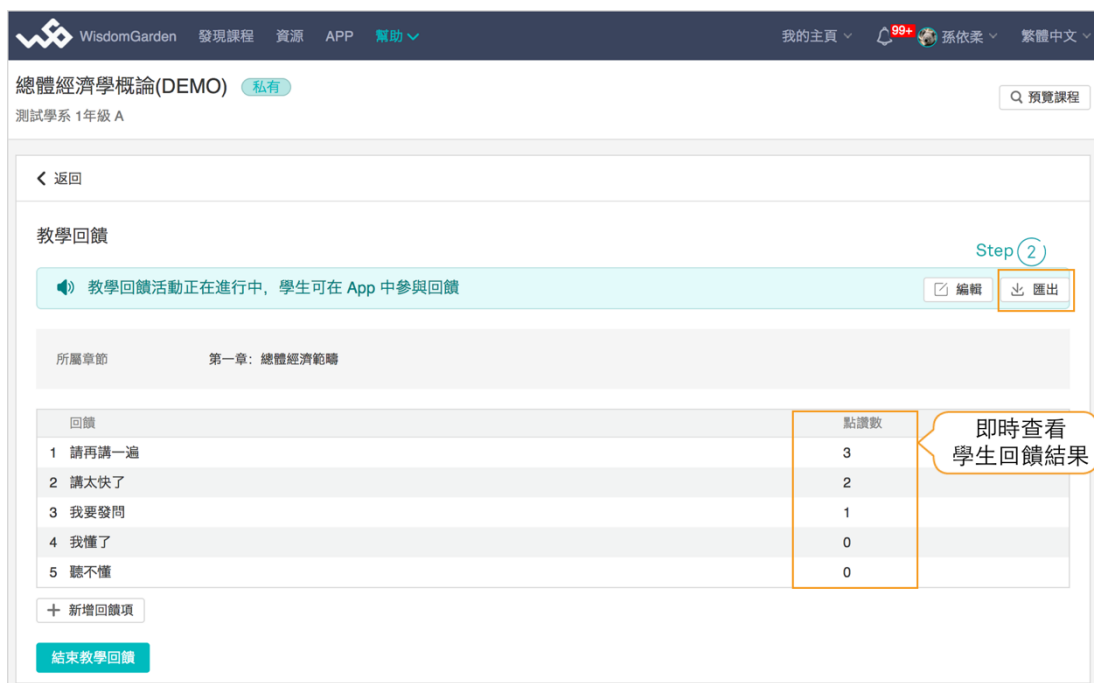 WisdomGarden 發現課程 資源 APP 幫助 我的主頁 99+ 孫依柔 繁體中文
總體經濟學概論(DEMO) 私有
預覽課程
測試學系 1年級 A
返回
教學回饋
Step 2
教學回饋活動正在進行中，學生可在 App 中參與回饋 編輯 匯出
所屬章節 第一章：總體經濟範疇
回饋 點讚數
1 請再講一遍 3
2 講太快了 2
3 我要發問 1
4 我懂了 0
5 聽不懂 0
即時查看
學生回饋結果
新增回饋項
結束教學回饋